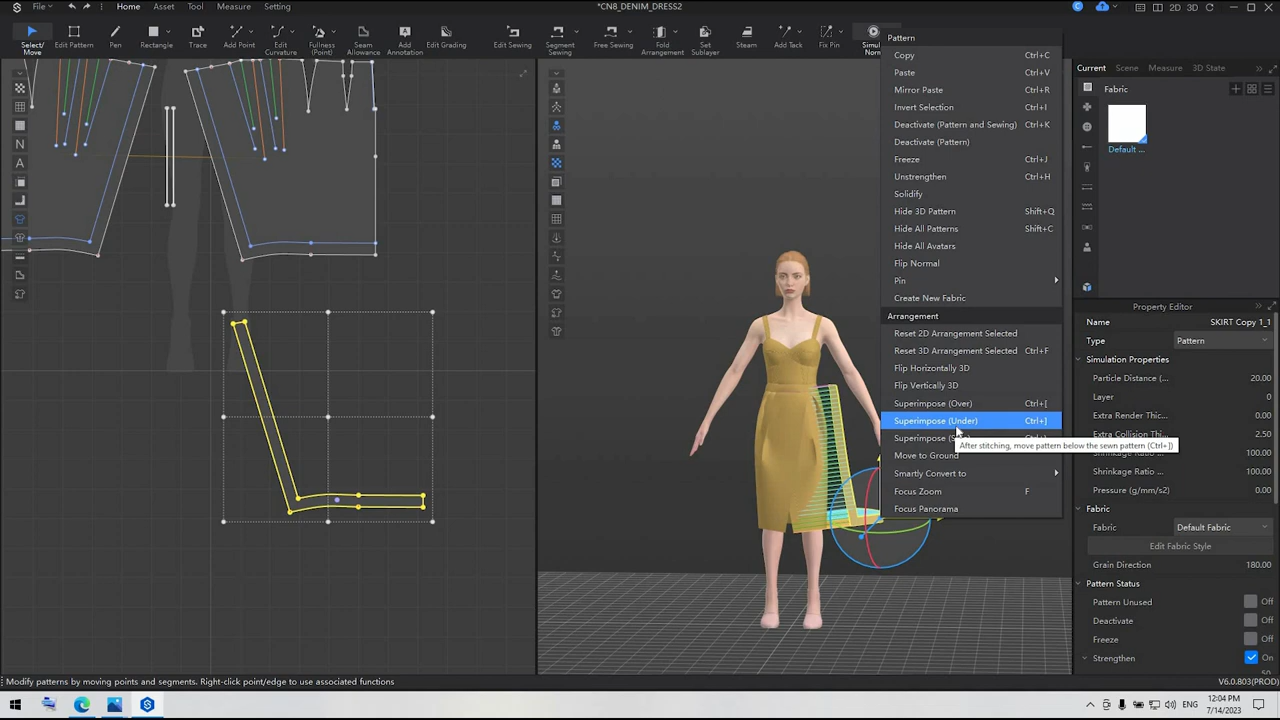 File Home Asset Tool Measure Setting
*CN8_DENIM_DRESS2
2D 3D
Select/
Move
Edit Pattern
Pen
Rectangle
Trace
Add Point
Edit
Curvature
Fullness
(Point)
Seam
Allowance
Add
Annotation
Edit Grading
Edit Sewing
Segment
Sewing
Free Sewing
Fold
Arrangement
Set
Sublayer
Steam
Add Tack
Fix Pin
Pattern
Copy Ctrl+C
Paste Ctrl+V
Mirror Paste Ctrl+R
Invert Selection Ctrl+I
Deactivate (Pattern and Sewing) Ctrl+K
Deactivate (Pattern)
Freeze Ctrl+J
Unstrengthen Ctrl+H
Solidify
Hide 3D Pattern Shift+Q
Hide All Patterns Shift+C
Hide All Avatars
Flip Normal
Pin
Create New Fabric
Arrangement
Reset 2D Arrangement Selected
Reset 3D Arrangement Selected Ctrl+F
Flip Horizontally 3D
Flip Vertically 3D
Superimpose (Over) Ctrl+[
Superimpose (Under) Ctrl+]
Superimpose
After stitching, move pattern below the sewn pattern (Ctrl+])
Move to Ground
Smartly Convert to
Focus Zoom F
Focus Panorama
Current Scene Measure 3D State
Fabric
Default ...
Property Editor
Name SKIRT Copy 1_1
Type Pattern
Simulation Properties
Particle Distance (... 20.00
Layer 0
Extra Render Thic...
Extra Collision Thi...
Shrinkage Ratio ... 100.00
Shrinkage Ratio ... 100.00
Pressure (g/mm/s2) 0.00
Fabric
Fabric Default Fabric
Edit Fabric Style
Grain Direction 180.00
Pattern Status
Pattern Unused Off
Deactivate Off
Freeze Off
Strengthen On
Modify patterns by moving points and segments. Right-click point/edge to use associated functions
V6.0.803(PROD)
ENG
12:04 PM
7/14/2023